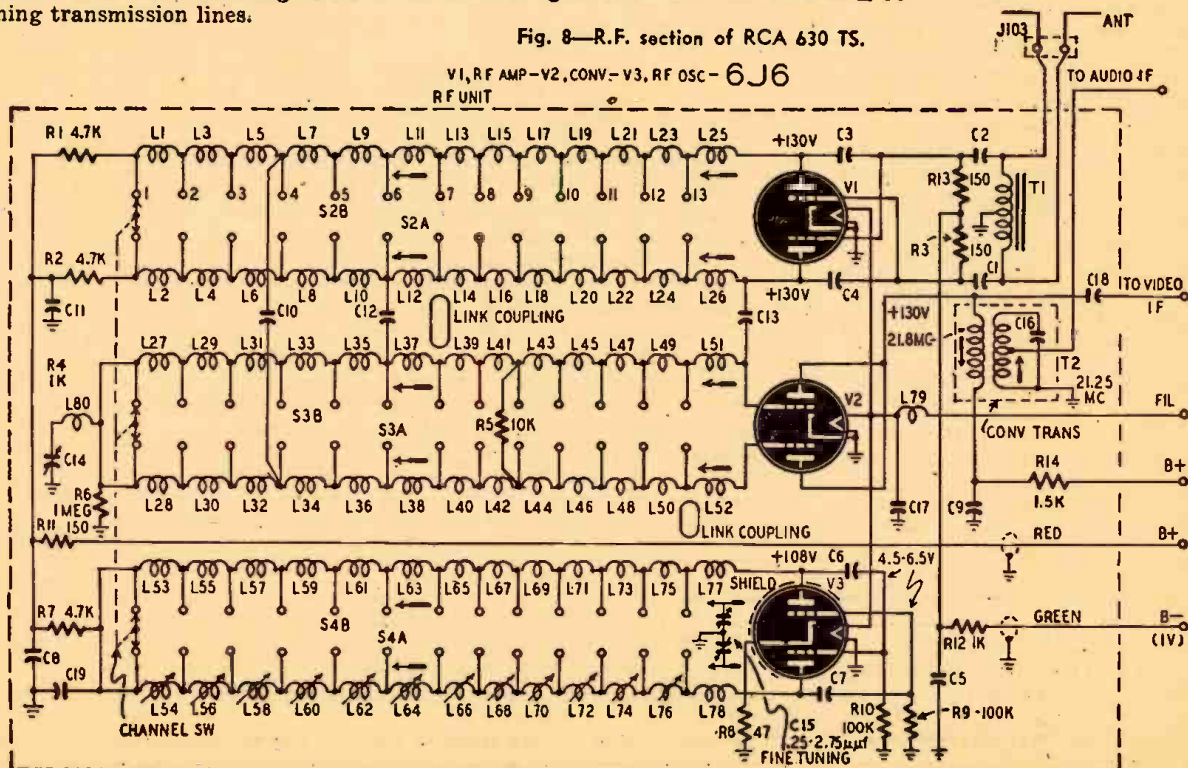 ning transmission lines.
Fig. 8—R.F. section of RCA 630 TS.
V1, RF AMP-V2, CONV.-V3, RF OSC-6J6
RF UNIT
J103
ANT
TO AUDIO IF
R1 4.7K
L1 L3 L5 L7 L9 L11 L13 L15 L17 L19 L21 L23 L25
+130V
C3
C2
R13
150
T1
V1
1 2 3 4 5 6 7 8 9 10 11 12 13
S2B
S2A
R2 4.7K
R3
150
C1
C11
L2 L4 L6 L8 L10 L12 L14 L16 L18 L20 L22 L24 L26
+130V
C4
C18
TO VIDEO
IF
C10
C12
LINK COUPLING
C13
+130V
21.8MC
C16
T2
21.25
MC
R4
1K
L27 L29 L31 L33 L35 L37 L39 L41 L43 L45 L47 L49 L51
L80
C14
S3B
S3A
R5
10K
V2
L79
FIL
CONV TRANS
R6
1MEG
L28 L30 L32 L34 L36 L38 L40 L42 L44 L46 L48 L50 L52
C17
C9
R14
1.5K
B+
R11 150
LINK COUPLING
RED
B+
+108V
C6
4.5-6.5V
L53 L55 L57 L59 L61 L63 L65 L67 L69 L71 L73 L75 L77
SHIELD
V3
R7 4.7K
S4B
S4A
GREEN
B-
(1V)
R12 1K
C8
C19
C7
C5
L54 L56 L58 L60 L62 L64 L66 L68 L70 L72 L74 L76 L78
CHANNEL SW
R8
47
C15
.25-2.75µµf
FINE TUNING
R10
100K
R9-100K